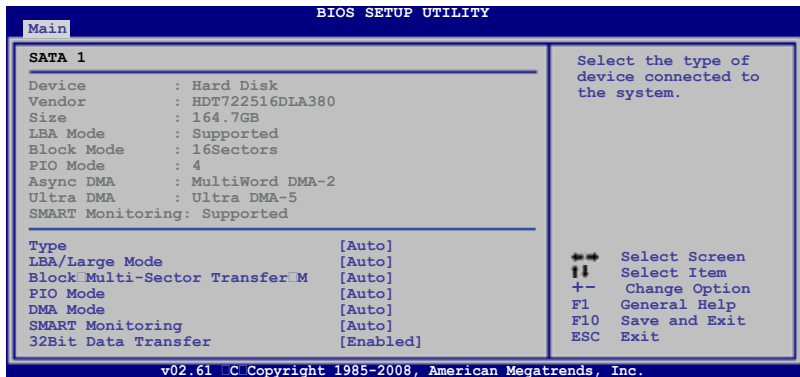 BIOS SETUP UTILITY
Main
SATA 1
Device : Hard Disk
Vendor : HDT722516DLA380
Size : 164.7GB
LBA Mode : Supported
Block Mode : 16Sectors
PIO Mode : 4
Async DMA : MultiWord DMA-2
Ultra DMA : Ultra DMA-5
SMART Monitoring: Supported
Type [Auto]
LBA/Large Mode [Auto]
Block□Multi-Sector Transfer□M [Auto]
PIO Mode [Auto]
DMA Mode [Auto]
SMART Monitoring [Auto]
32Bit Data Transfer [Enabled]
Select the type of
device connected to
the system.
←→ Select Screen
↑↓ Select Item
+- Change Option
F1 General Help
F10 Save and Exit
ESC Exit
v02.61 □C□Copyright 1985-2008, American Megatrends, Inc.